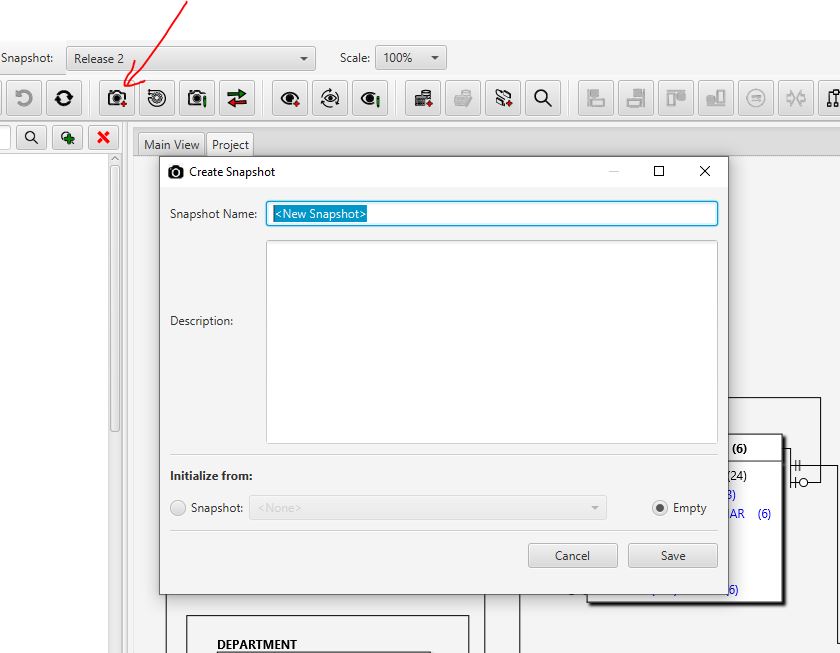 Snapshot: Release 2 Scale: 100%
Main View Project
Create Snapshot
Snapshot Name: <New Snapshot>
Description:
(6)
(24)
AR (6)
Initialize from:
Snapshot: <None> Empty
Cancel Save
6)
DEPARTMENT